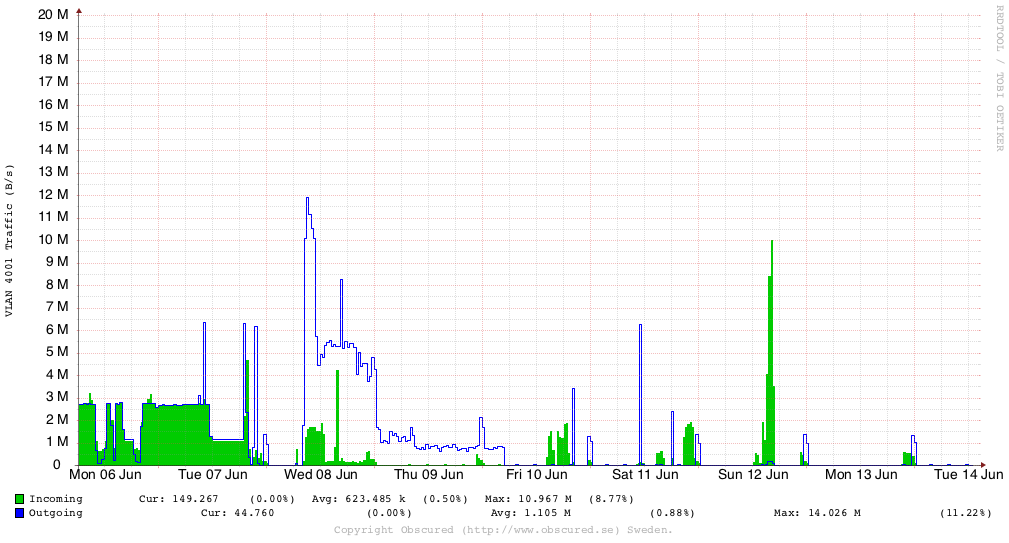 20 M
19 M
18 M
17 M
16 M
15 M
14 M
13 M
12 M
11 M
10 M
9 M
8 M
7 M
6 M
5 M
4 M
3 M
2 M
1 M
0
VLAN 4001 Traffic (B/s)
RRDTOOL / TOBI OETIKER
Mon 06 Jun Tue 07 Jun Wed 08 Jun Thu 09 Jun Fri 10 Jun Sat 11 Jun Sun 12 Jun Mon 13 Jun Tue 14 Jun
Incoming Cur: 149.267 (0.00%) Avg: 623.485 k (0.50%) Max: 10.967 M (8.77%)
Outgoing Cur: 44.760 (0.00%) Avg: 1.105 M (0.88%) Max: 14.026 M (11.22%)
Copyright Obscured (http://www.obscured.se) Sweden.